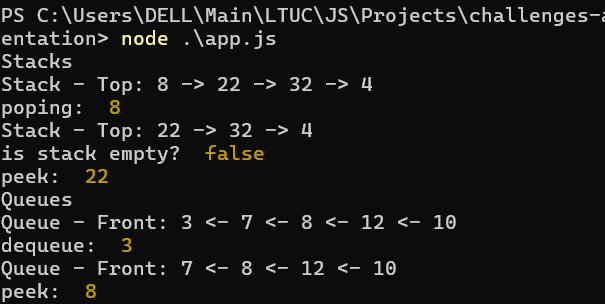 PS C:\Users\DELL\Main\LTUC\JS\Projects\challenges-
entation> node .\app.js
Stacks
Stack - Top: 8 -> 22 -> 32 -> 4
poping:  8
Stack - Top: 22 -> 32 -> 4
is stack empty?  false
peek:  22
Queues
Queue - Front: 3 <- 7 <- 8 <- 12 <- 10
dequeue:  3
Queue - Front: 7 <- 8 <- 12 <- 10
peek:  8